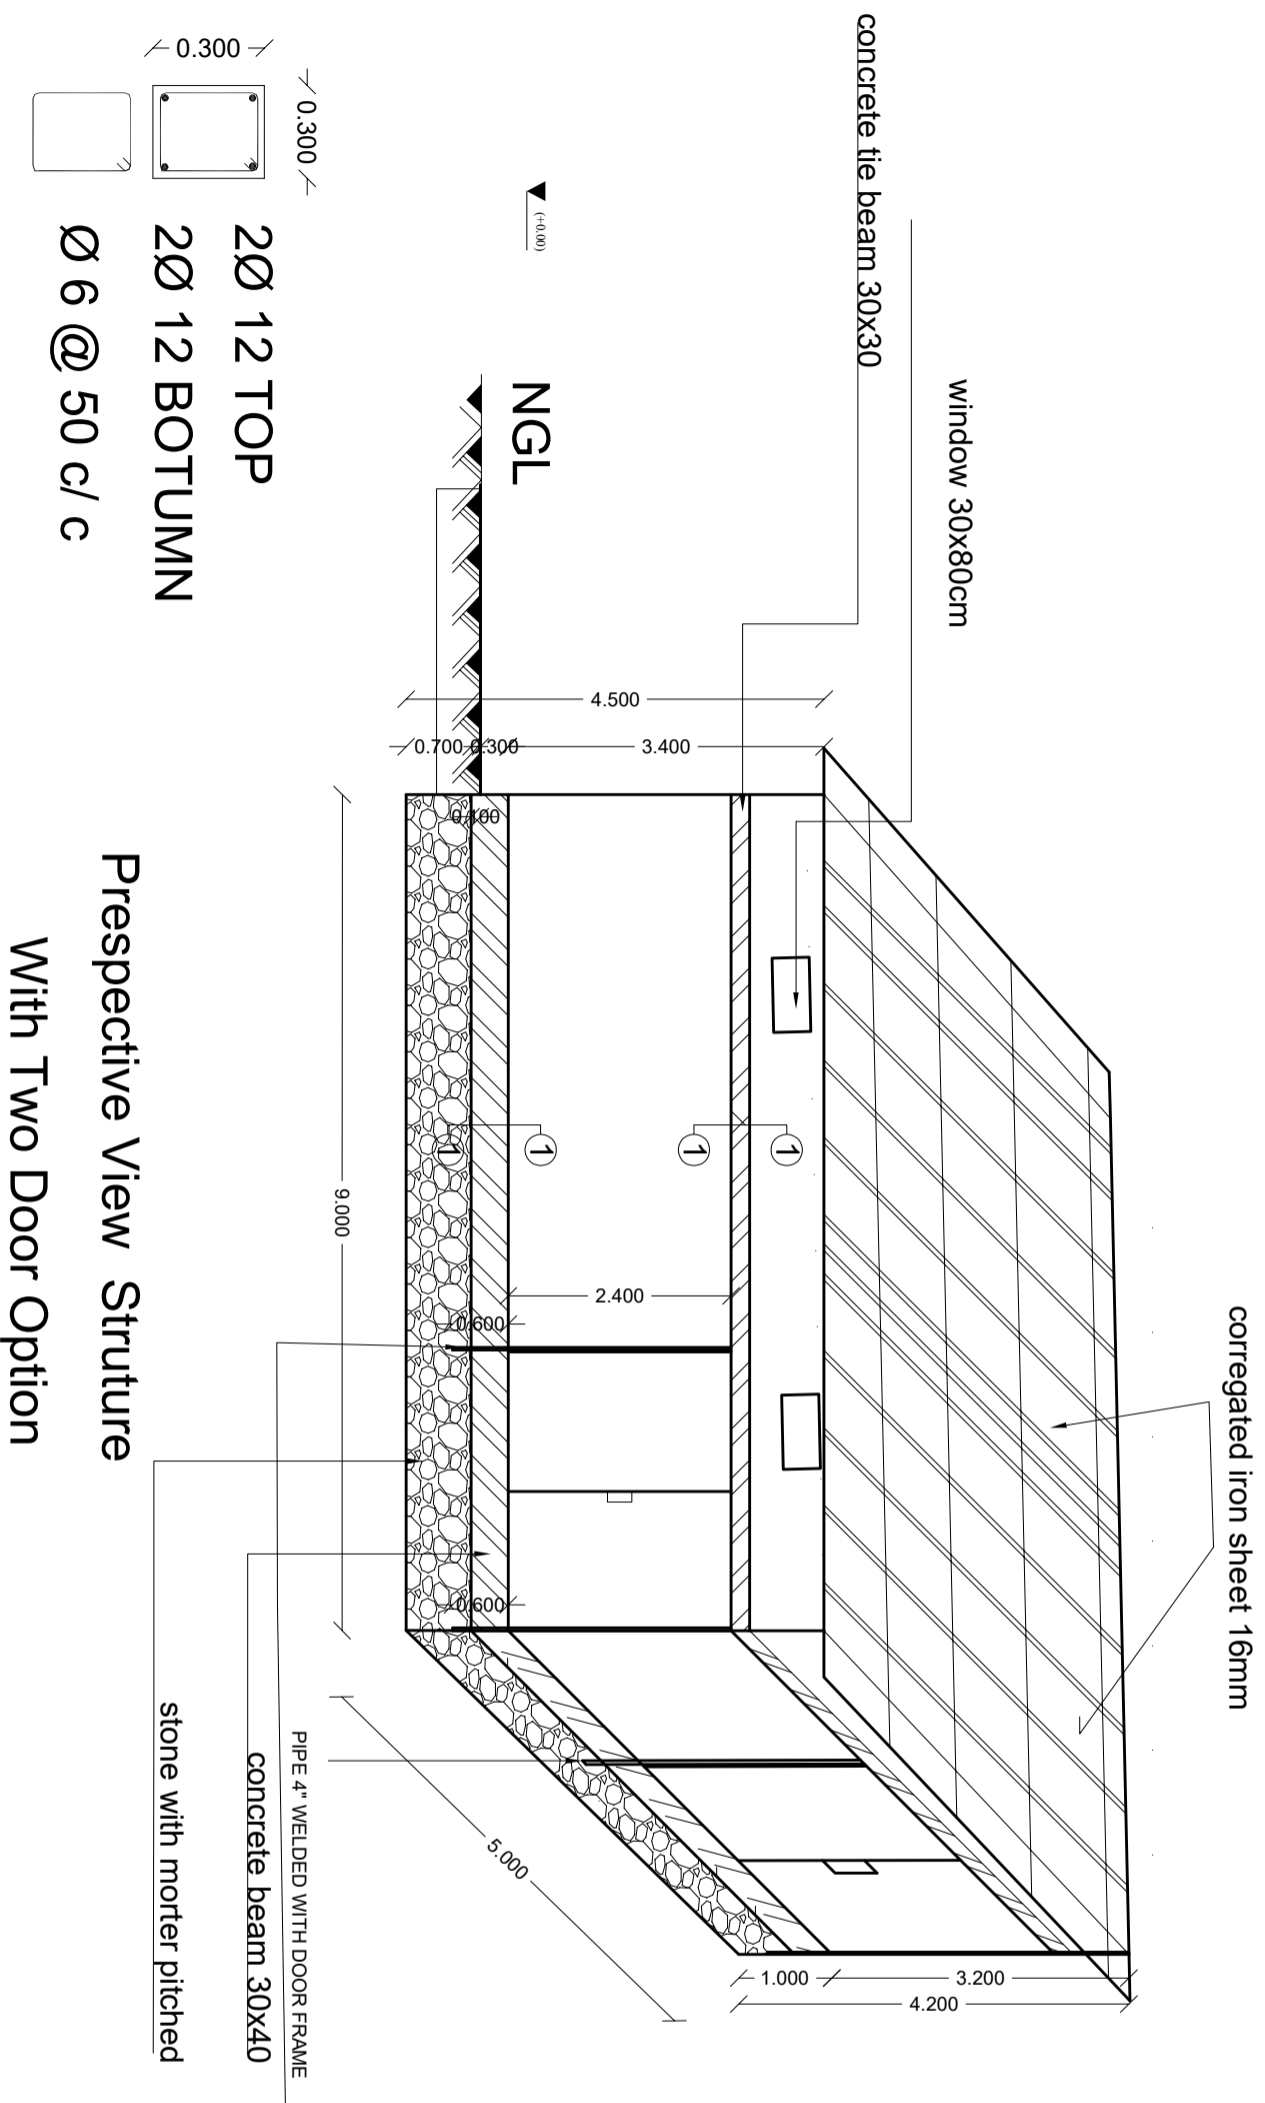 corregated iron sheet 16mm
window 30x80cm
concrete tie beam 30x30
(+0.00)
NGL
4.500
3.400
0.300
0.700
0.100
1
1
1
1
2.400
0.600
0.600
9.000
5.000
3.200
1.000
4.200
0.300
0.300
2Ø 12 TOP
2Ø 12 BOTUMN
Ø 6 @ 50 c/ c
PIPE 4" WELDED WITH DOOR FRAME
concrete beam 30x40
stone with morter pitched
Prespective View Struture
With Two Door Option